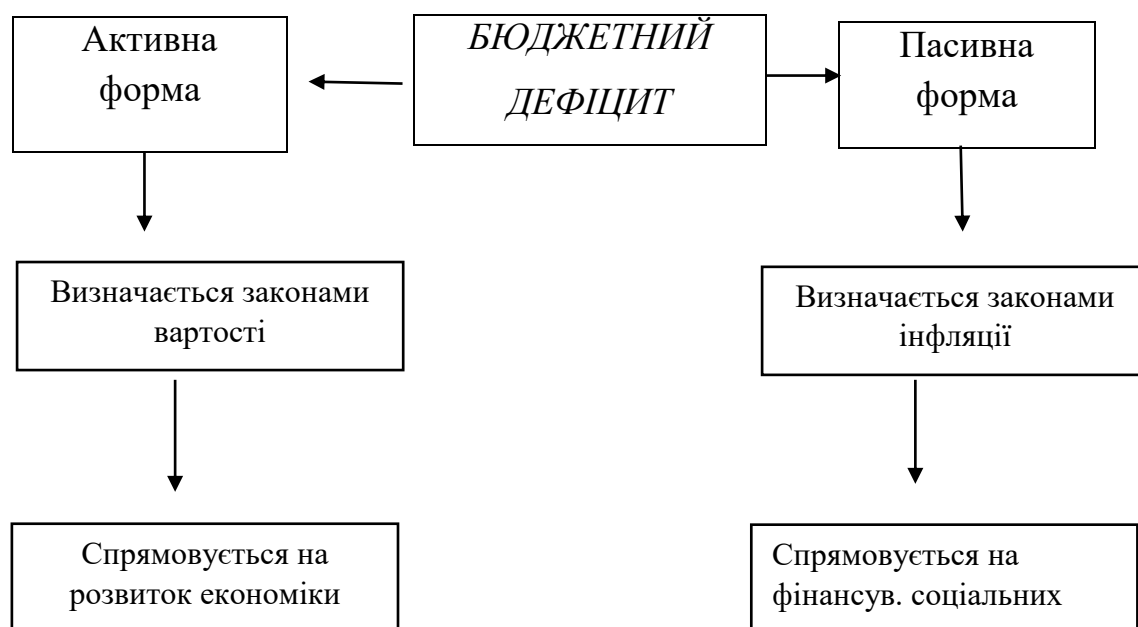 Активна
форма
БЮДЖЕТНИЙ
ДЕФІЦИТ
Пасивна
форма
Визначається законами
вартості
Визначається законами
інфляції
Спрямовується на
розвиток економіки
Спрямовується на
фінансув. соціальних